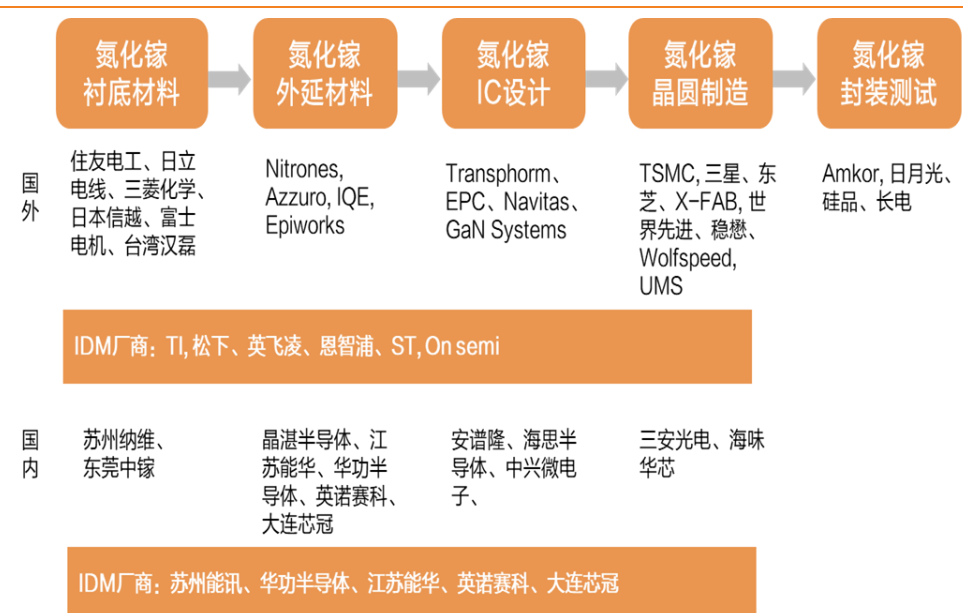 氮化镓
衬底材料
氮化镓
外延材料
氮化镓
IC设计
氮化镓
晶圆制造
氮化镓
封装测试
国
外
住友电工、日立
电线、三菱化学、
日本信越、富士
电机、台湾汉磊
Nitrones,
Azzuro, IQE,
Epiworks
Transphorm、
EPC、Navitas、
GaN Systems
TSMC, 三星、东
芝、X-FAB, 世
界先进、稳懋、
Wolfspeed,
UMS
Amkor, 日月光、
硅品、长电
IDM厂商：TI, 松下、英飞凌、恩智浦、ST, On semi
国
内
苏州纳维、
东莞中镓
晶湛半导体、江
苏能华、华功半
导体、英诺赛科、
大连芯冠
安谱隆、海思半
导体、中兴微电
子、
三安光电、海味
华芯
IDM厂商：苏州能讯、华功半导体、江苏能华、英诺赛科、大连芯冠